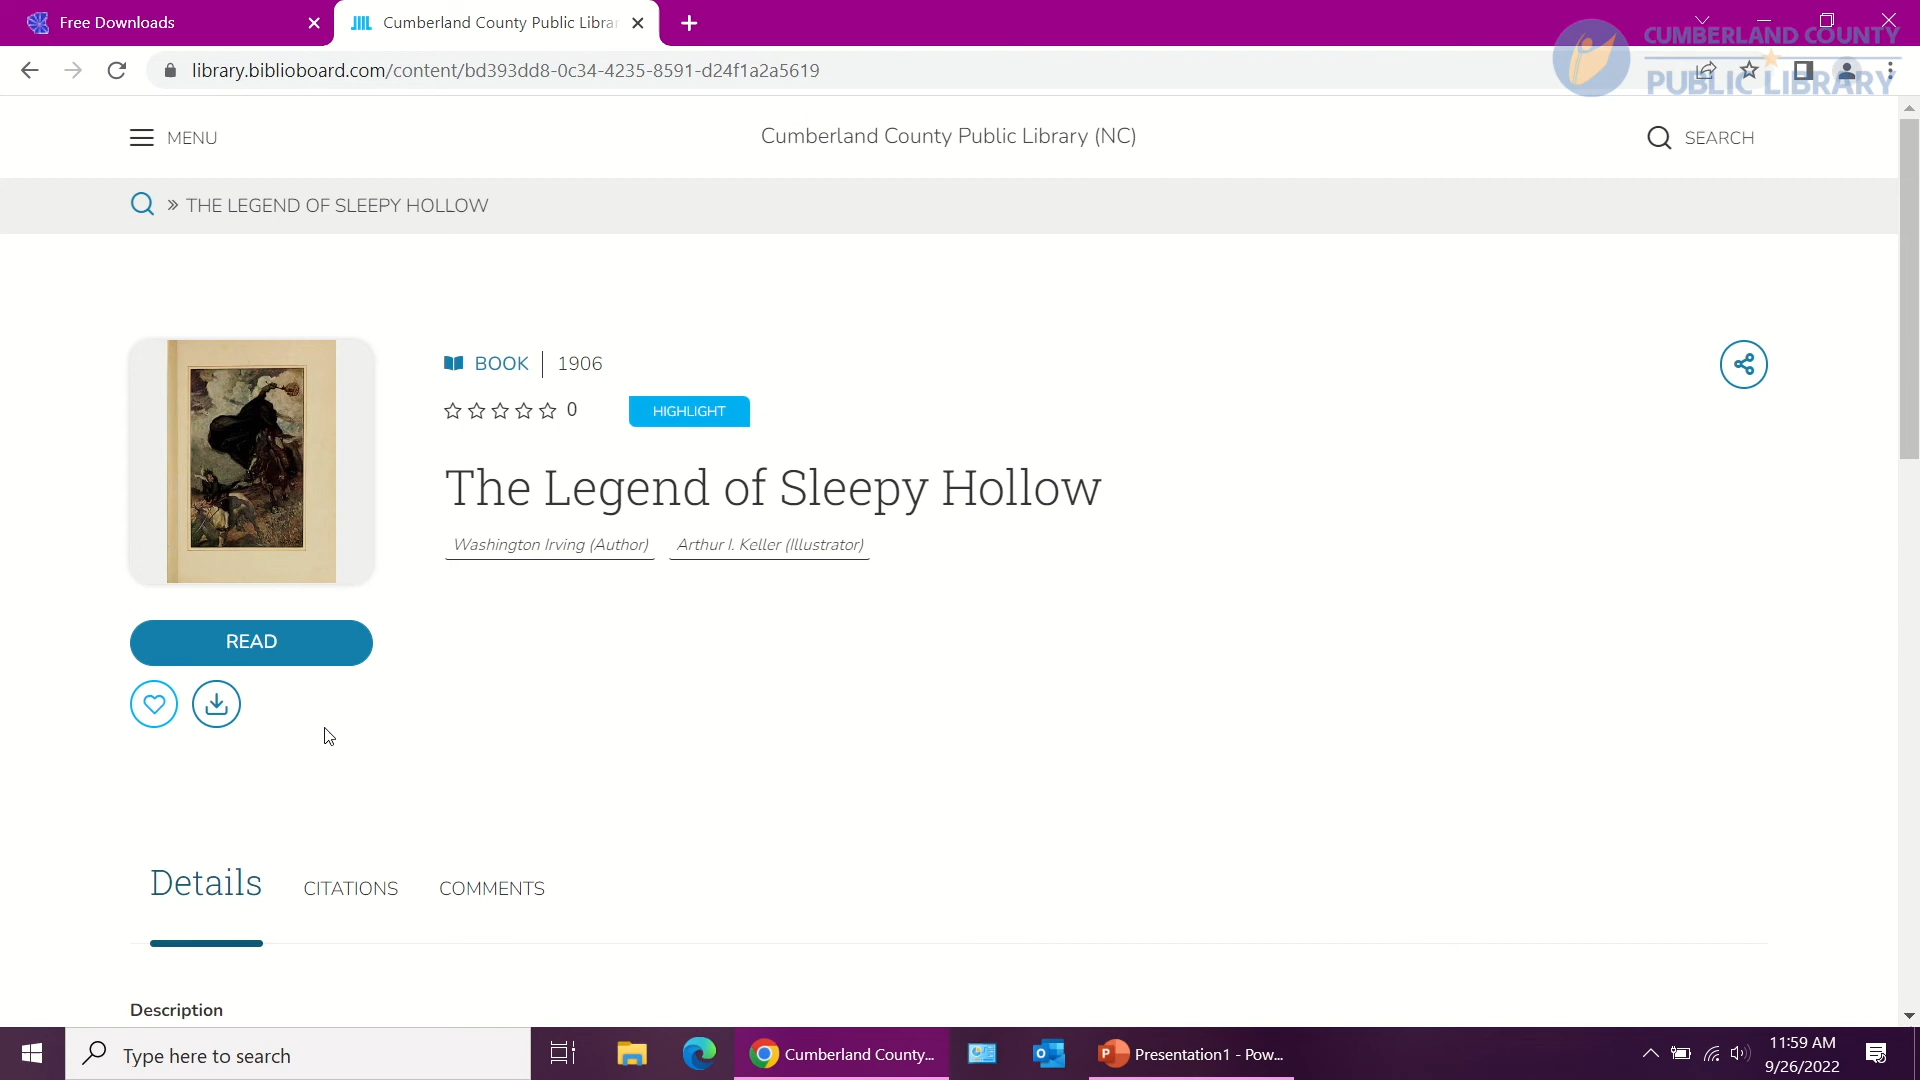 Free Downloads
Cumberland County Public Libra
CUMBERLAND COUNTY
PUBLIC LIBRARY
library.biblioboard.com/content/bd393dd8-0c34-4235-8591-d24f1a2a5619
MENU
Cumberland County Public Library (NC)
SEARCH
» THE LEGEND OF SLEEPY HOLLOW
BOOK | 1906
0
HIGHLIGHT
The Legend of Sleepy Hollow
Washington Irving (Author) Arthur I. Keller (Illustrator)
READ
Details CITATIONS COMMENTS
Description
Type here to search
Cumberland County...
Presentation1 - Pow...
11:59 AM
9/26/2022